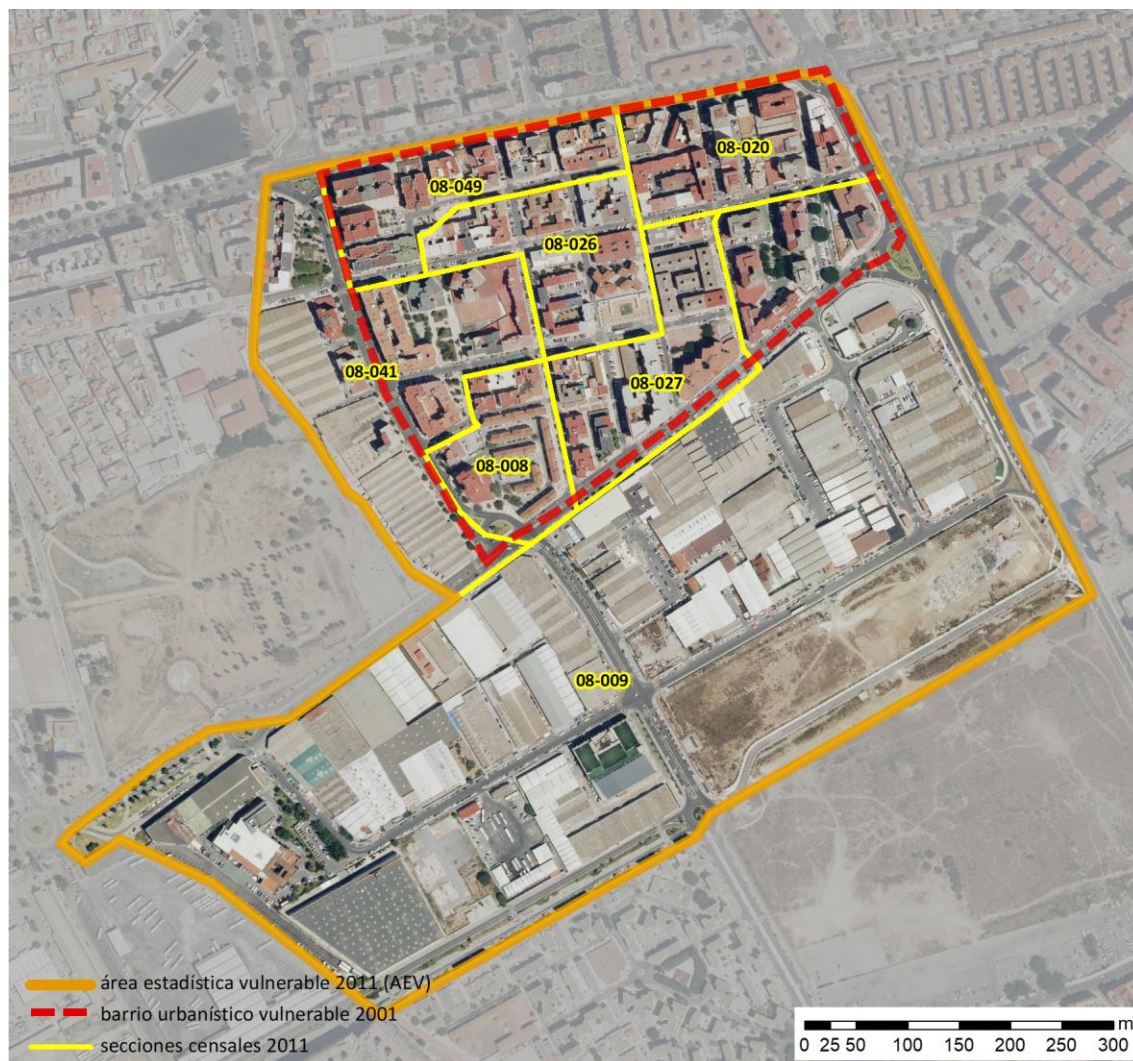 08-020
08-049
08-026
08-041
08-027
08-008
08-009
área estadística vulnerable 2011 (AEV)
barrio urbanístico vulnerable 2001
secciones censales 2011
m
0 25 50 100 150 200 250 300